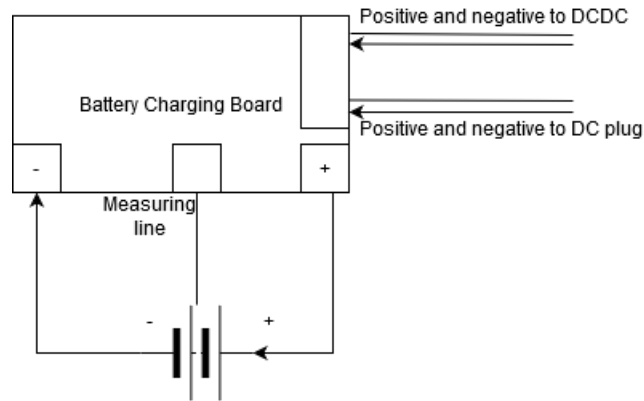 Positive and negative to DCDC
Battery Charging Board
Positive and negative to DC plug
-
+
Measuring
line
-
+